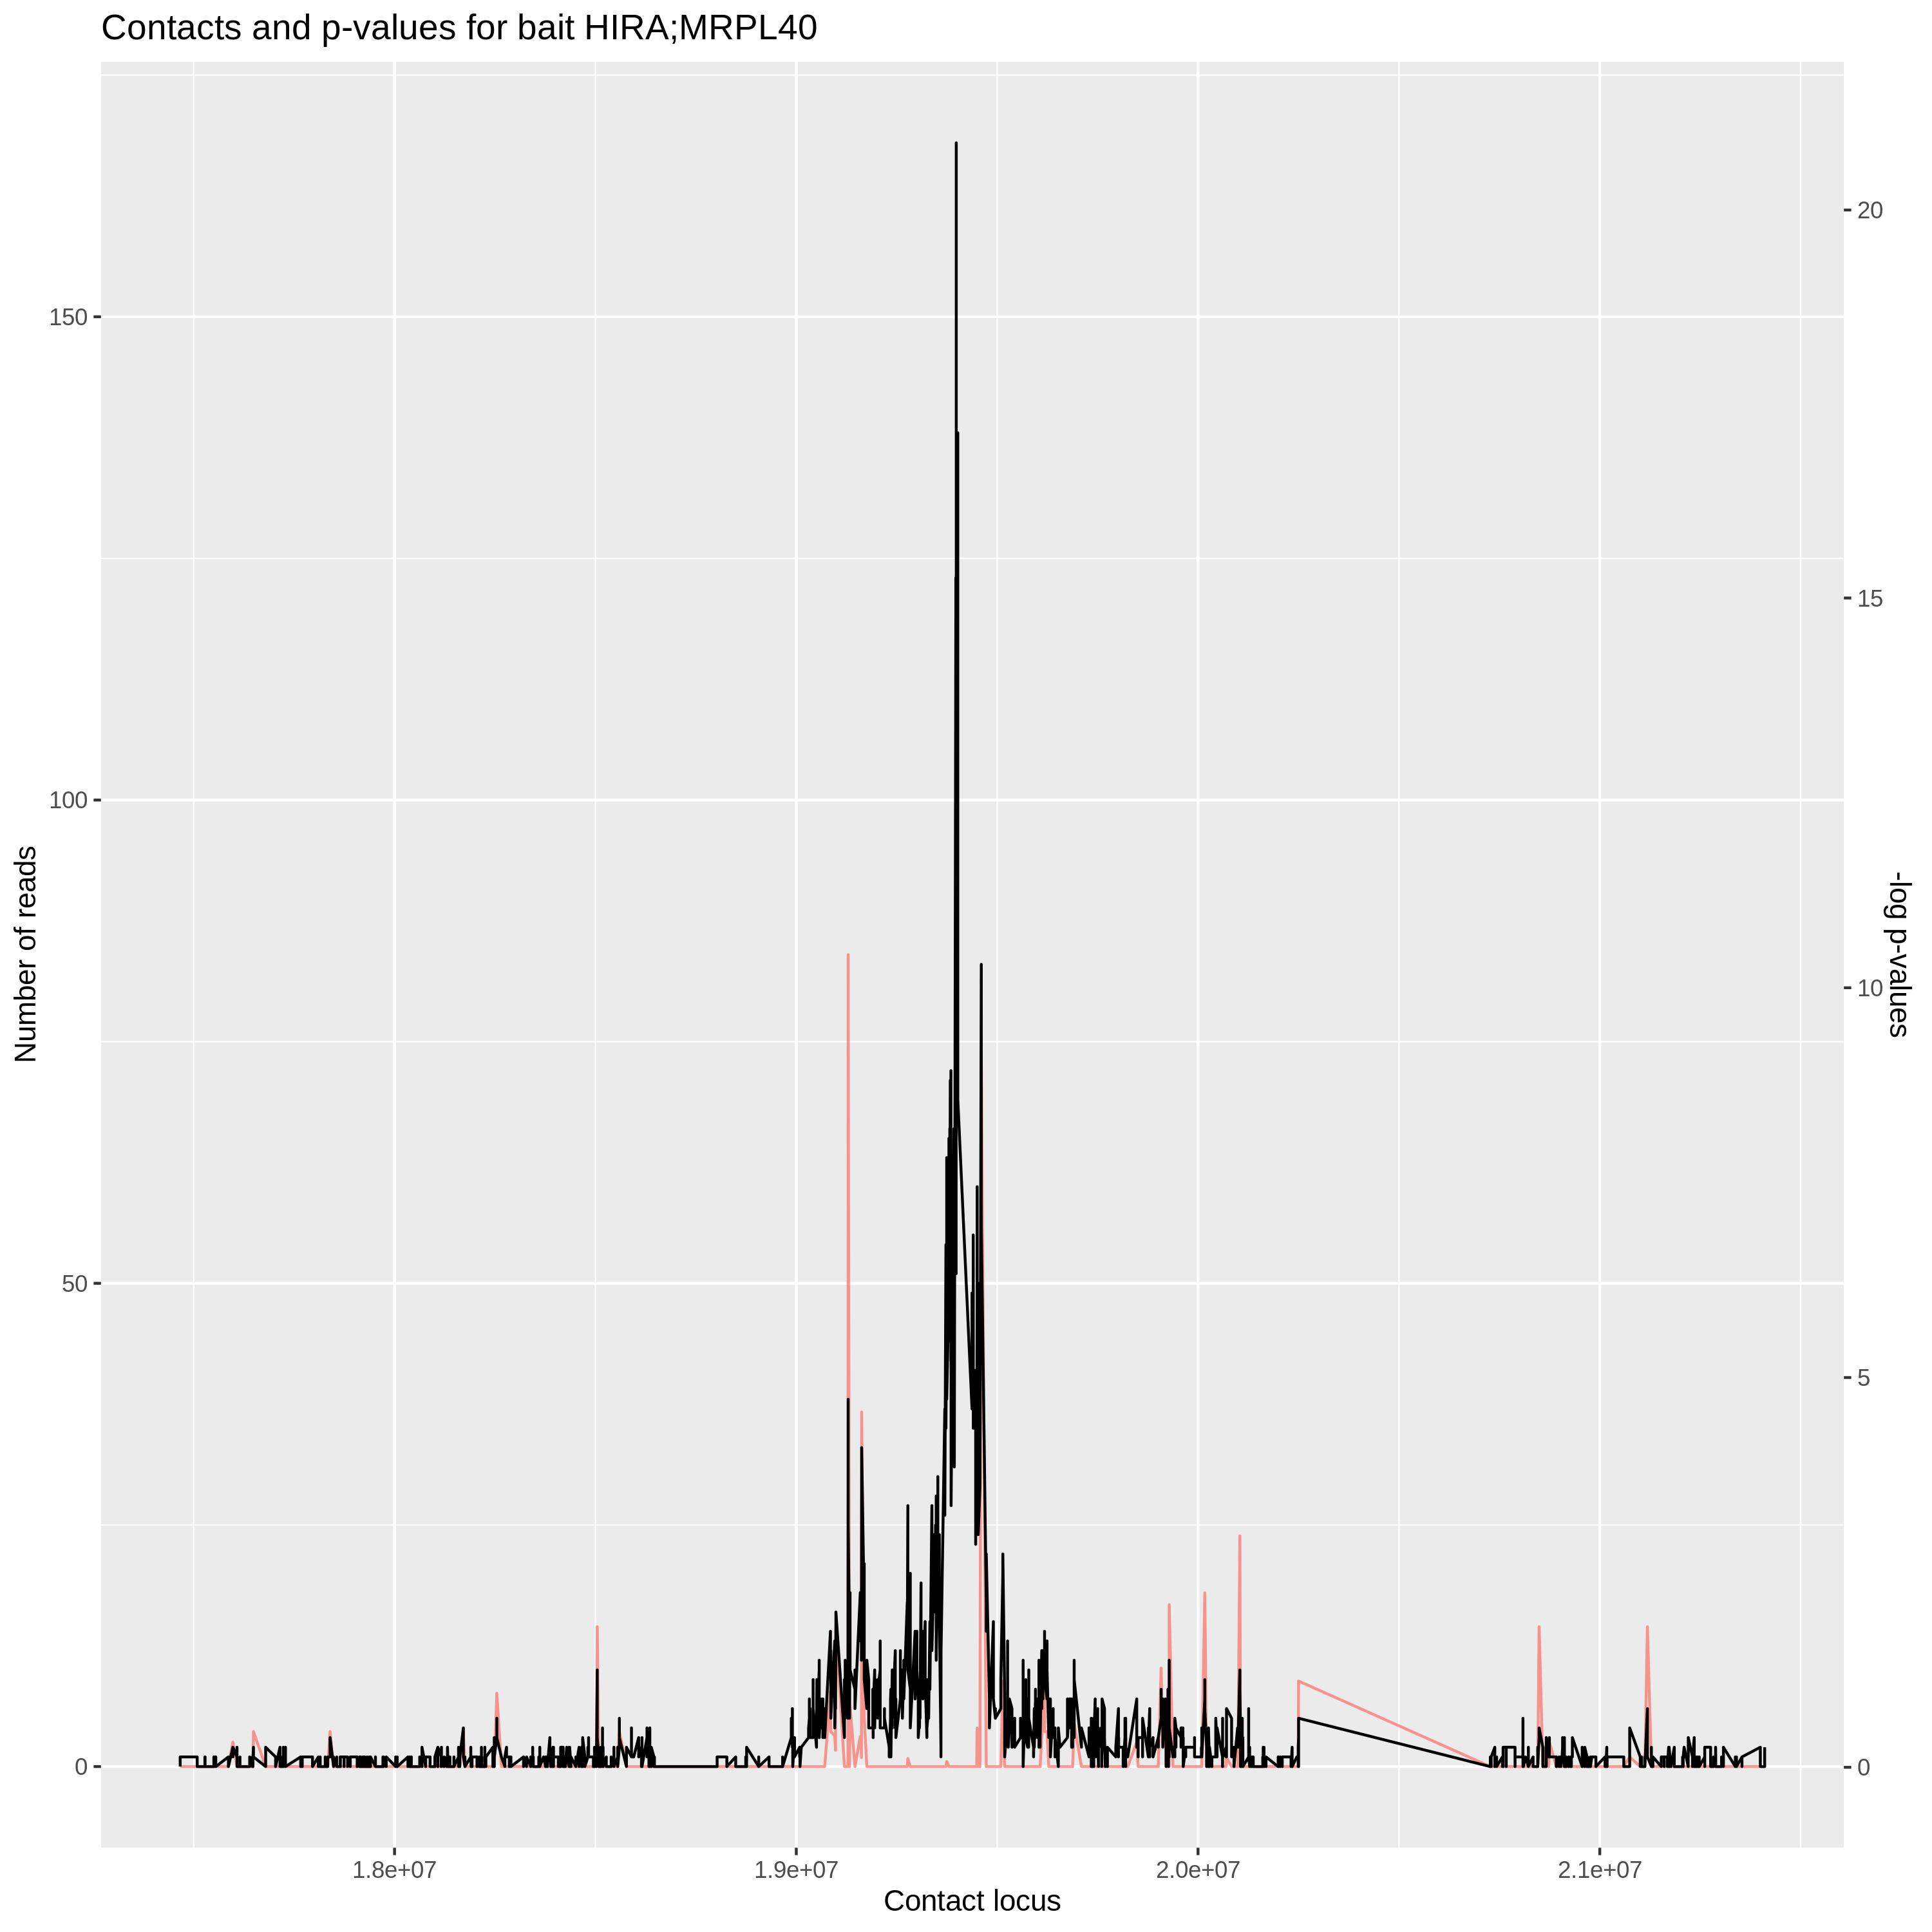 Contacts and p-values for bait HIRA;MRPL40
20
150
15
100
Number of reads
-log p-values
10
50
5
0
0
1.8e+07
1.9e+07
2.0e+07
2.1e+07
Contact locus